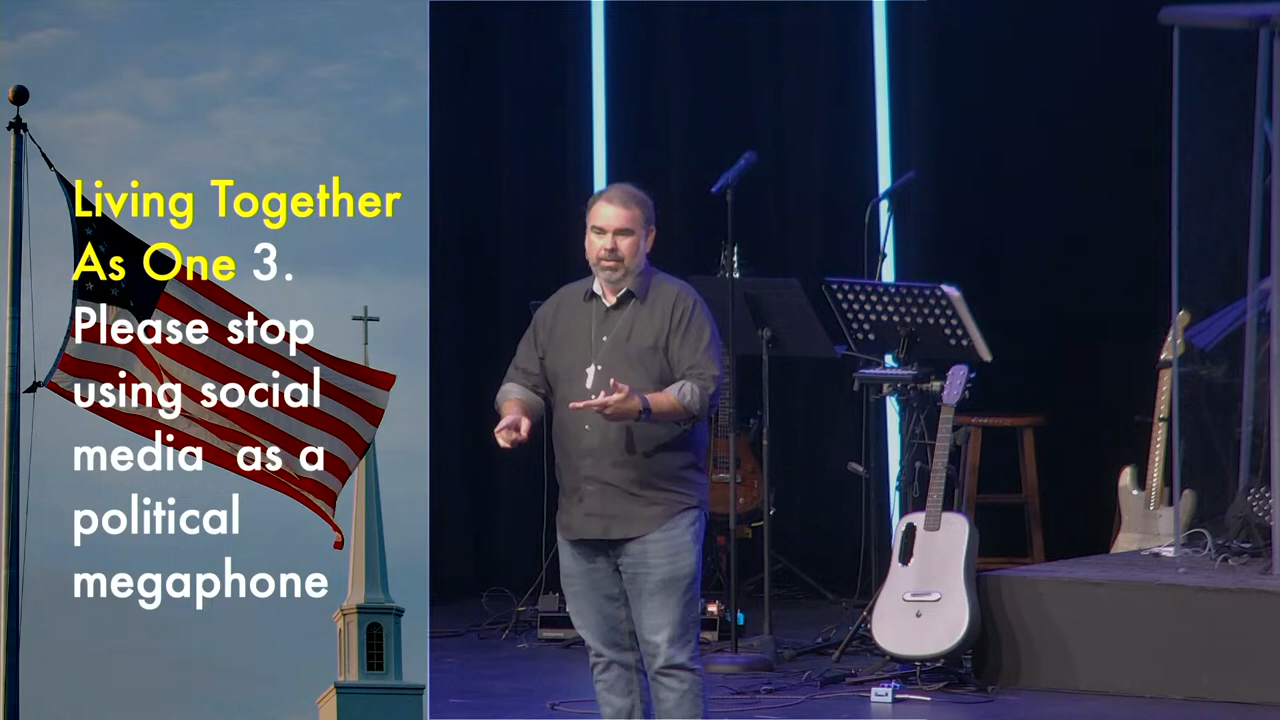 Living Together
As One 3.
Please stop
using social
media  as a
political
megaphone